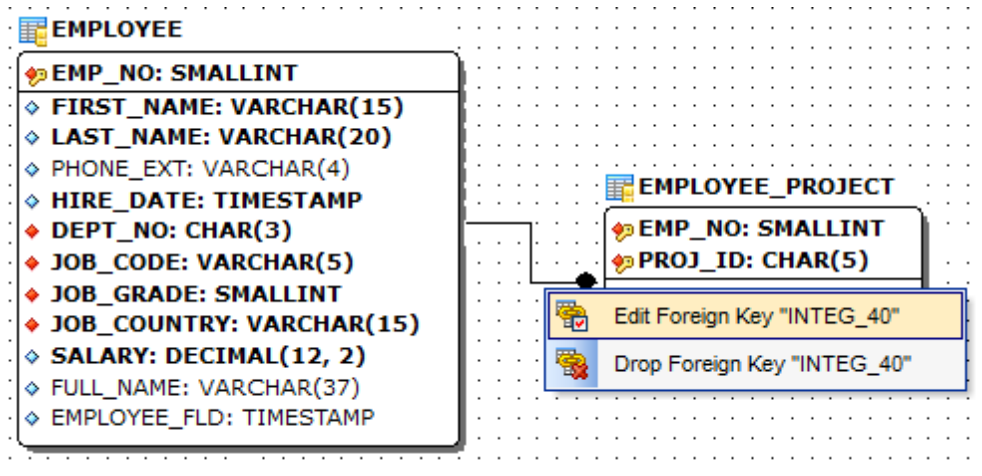 EMPLOYEE
EMP_NO: SMALLINT
FIRST_NAME: VARCHAR(15)
LAST_NAME: VARCHAR(20)
PHONE_EXT: VARCHAR(4)
HIRE_DATE: TIMESTAMP
DEPT_NO: CHAR(3)
JOB_CODE: VARCHAR(5)
JOB_GRADE: SMALLINT
JOB_COUNTRY: VARCHAR(15)
SALARY: DECIMAL(12, 2)
FULL_NAME: VARCHAR(37)
EMPLOYEE_FLD: TIMESTAMP
EMPLOYEE_PROJECT
EMP_NO: SMALLINT
PROJ_ID: CHAR(5)
Edit Foreign Key "INTEG_40"
Drop Foreign Key "INTEG_40"